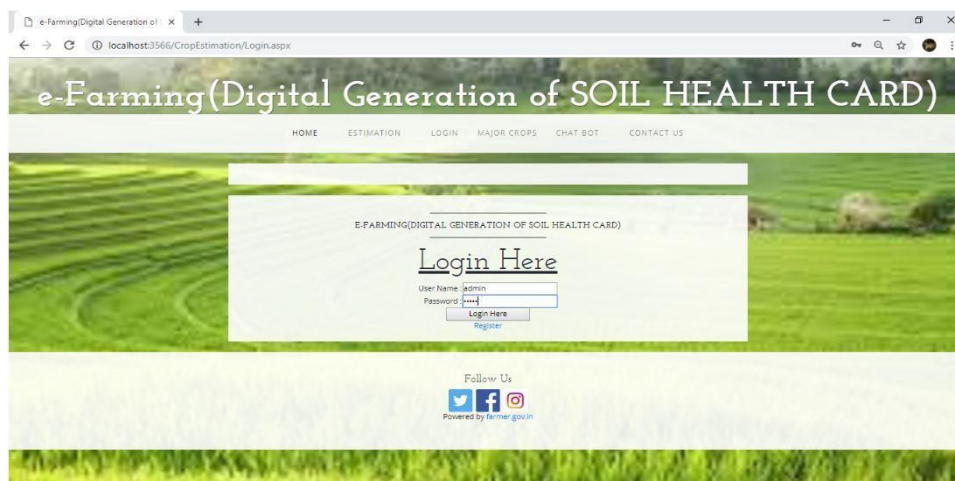 e-Farming(Digital Generation of S
localhost:3566/CropEstimation/Login.aspx
e-Farming(Digital Generation of SOIL HEALTH CARD)
HOME ESTIMATION LOGIN MAJOR CROPS CHAT BOT CONTACT US
E-FARMING(DIGITAL GENERATION OF SOIL HEALTH CARD)
Login Here
User Name : admin
Password : •••••
Login Here
Register
Follow Us
Powered by farmer.gov.in